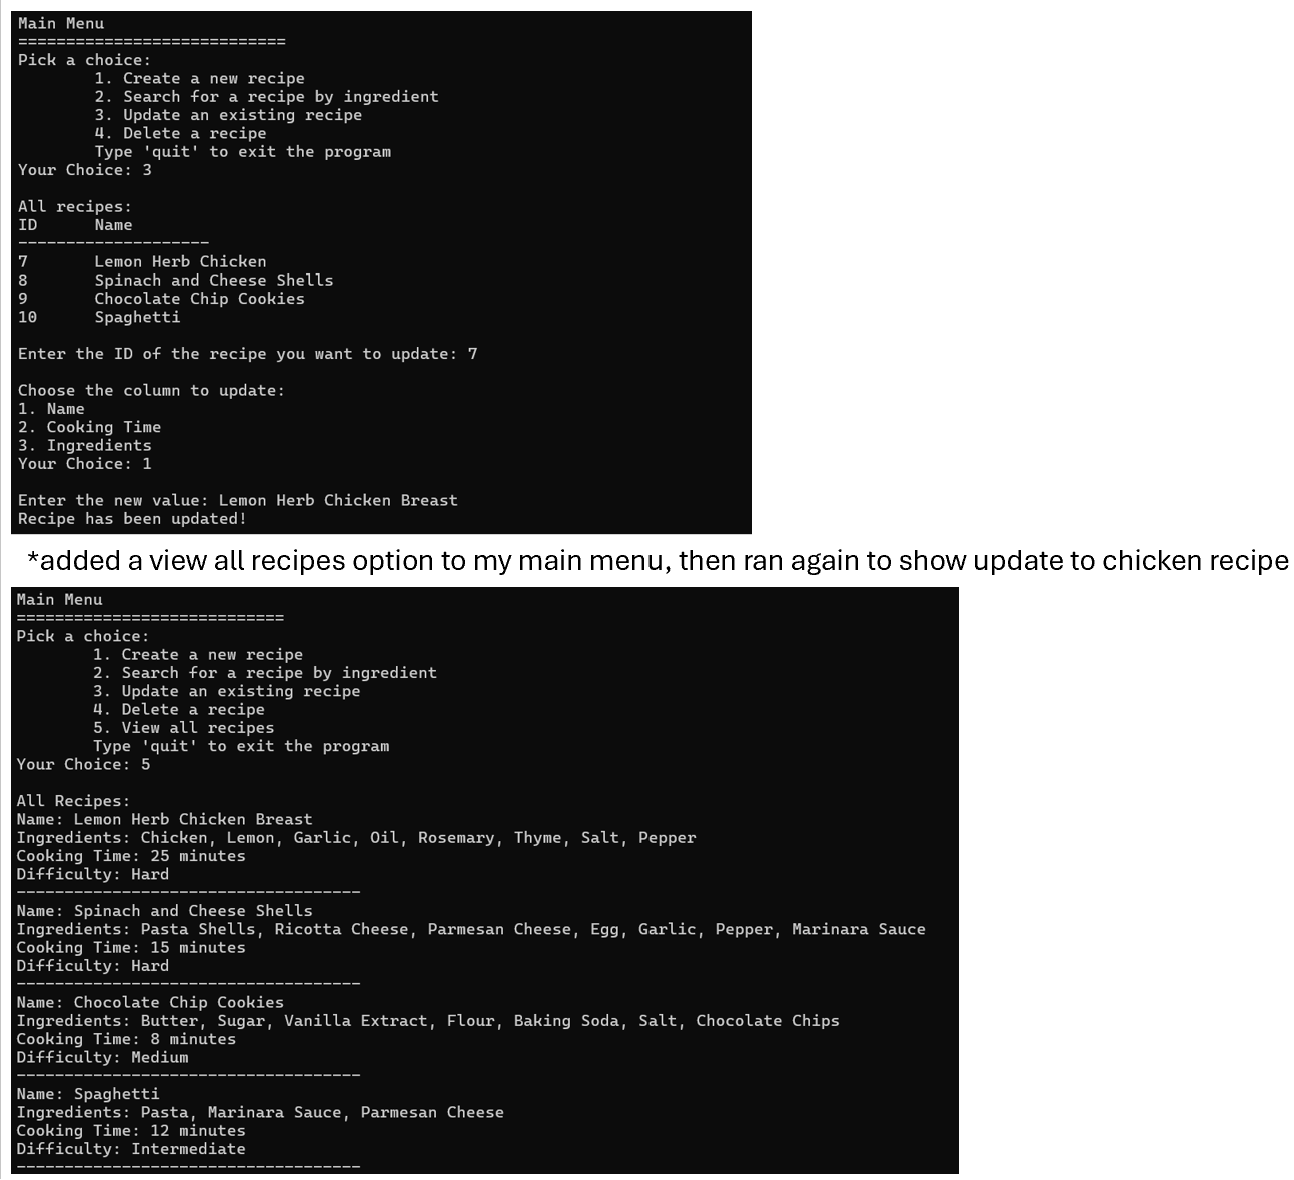 Main Menu
============================
Pick a choice:
1. Create a new recipe
2. Search for a recipe by ingredient
3. Update an existing recipe
4. Delete a recipe
Type 'quit' to exit the program
Your Choice: 3
All recipes:
ID Name
--------------------
7 Lemon Herb Chicken
8 Spinach and Cheese Shells
9 Chocolate Chip Cookies
10 Spaghetti
Enter the ID of the recipe you want to update: 7
Choose the column to update:
1. Name
2. Cooking Time
3. Ingredients
Your Choice: 1
Enter the new value: Lemon Herb Chicken Breast
Recipe has been updated!
*added a view all recipes option to my main menu, then ran again to show update to chicken recipe
Main Menu
============================
Pick a choice:
1. Create a new recipe
2. Search for a recipe by ingredient
3. Update an existing recipe
4. Delete a recipe
5. View all recipes
Type 'quit' to exit the program
Your Choice: 5
All Recipes:
Name: Lemon Herb Chicken Breast
Ingredients: Chicken, Lemon, Garlic, Oil, Rosemary, Thyme, Salt, Pepper
Cooking Time: 25 minutes
Difficulty: Hard
------------------------------------
Name: Spinach and Cheese Shells
Ingredients: Pasta Shells, Ricotta Cheese, Parmesan Cheese, Egg, Garlic, Pepper, Marinara Sauce
Cooking Time: 15 minutes
Difficulty: Hard
------------------------------------
Name: Chocolate Chip Cookies
Ingredients: Butter, Sugar, Vanilla Extract, Flour, Baking Soda, Salt, Chocolate Chips
Cooking Time: 8 minutes
Difficulty: Medium
------------------------------------
Name: Spaghetti
Ingredients: Pasta, Marinara Sauce, Parmesan Cheese
Cooking Time: 12 minutes
Difficulty: Intermediate
------------------------------------